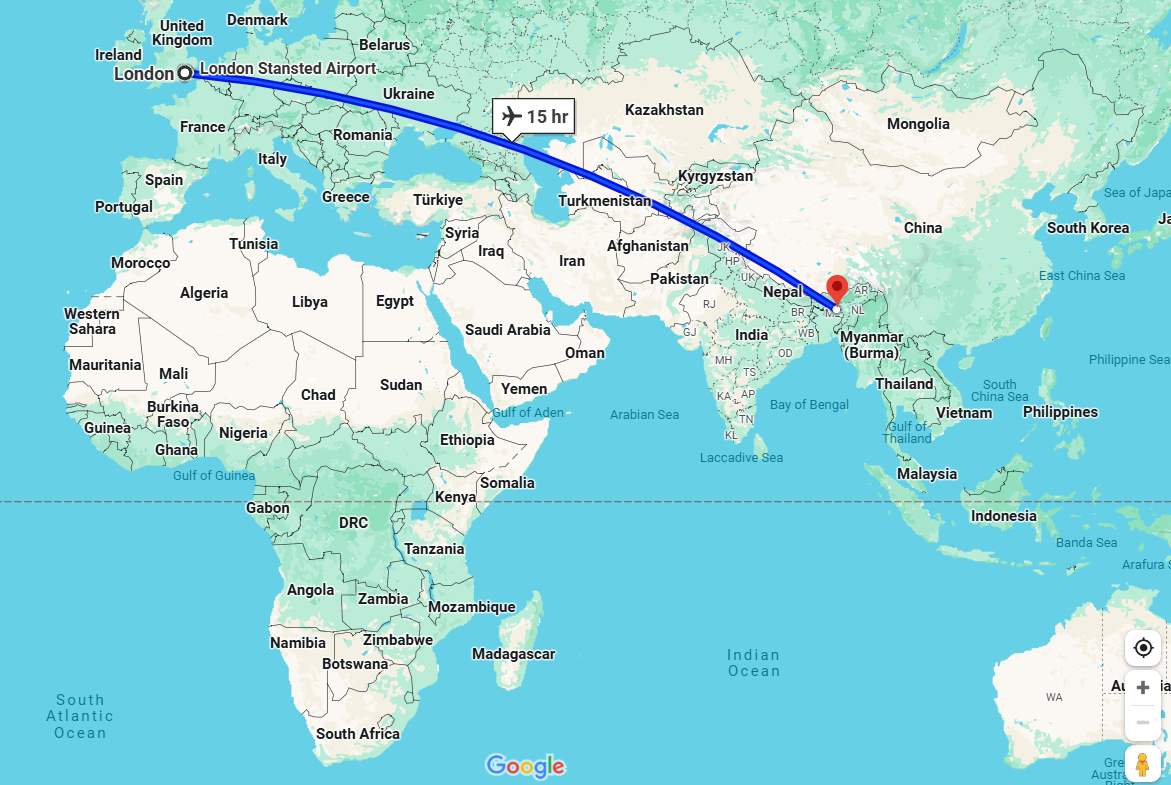 Denmark
United
Kingdom
Belarus
Ireland
London
London Stansted Airport
Ukraine
15 hr
Kazakhstan
Mongolia
France
Romania
Italy
Kyrgyzstan
Spain
Greece
Türkiye
Turkmenistan
Sea of Japa
Portugal
Ja
Syria
China
South Korea
Tunisia
Iraq
Afghanistan
JK
Morocco
Iran
HP
East China Sea
Pakistan
UK
Algeria
Libya
Egypt
Nepal
AR
RJ
Western
Sahara
BR
NL
Saudi Arabia
GJ
India
WB
Myanmar
(Burma)
Oman
OD
MH
Philippine Sea
Mauritania
Mali
TS
Chad
Sudan
Yemen
Thailand
South
China Sea
KA
AP
Burkina
Faso
Gulf of Aden
Arabian Sea
Bay of Bengal
Vietnam
Philippines
TN
Guinea
Nigeria
KL
Gulf of
Thailand
Ghana
Ethiopia
Laccadive Sea
Gulf of Guinea
Malaysia
Somalia
Kenya
Gabon
DRC
Indonesia
Tanzania
Banda Sea
Arafura S
Angola
Zambia
Mozambique
Namibia
Zimbabwe
Madagascar
Botswana
Indian
Ocean
WA
South
Atlantic
Ocean
South Africa
Google